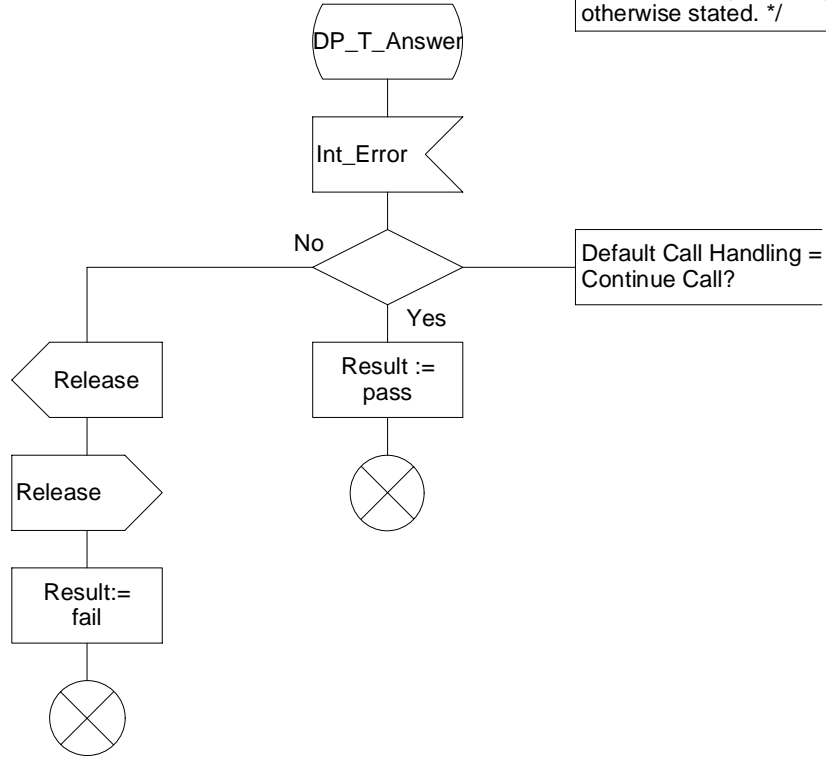 otherwise stated. */
DP_T_Answer
Int_Error
No
Default Call Handling =
Continue Call?
Yes
Release
Result :=
pass
Release
Result:=
fail